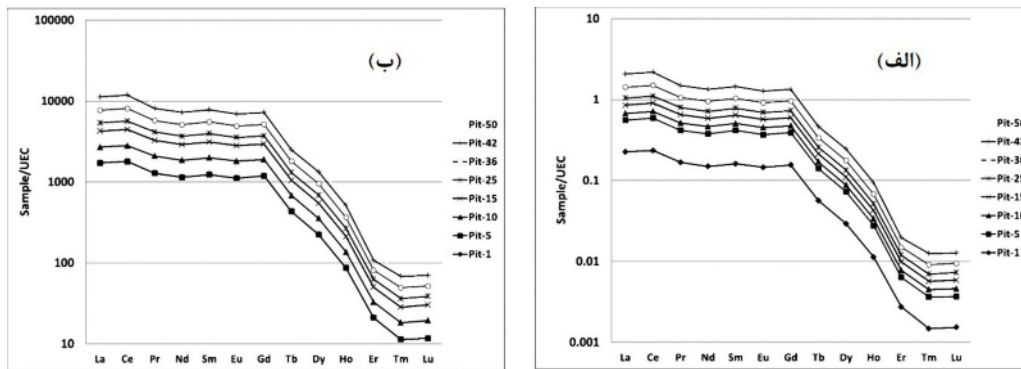 100000
10000
1000
100
10
Sample/UEC
(ب)
Pit-50
Pit-42
Pit-36
Pit-25
Pit-15
Pit-10
Pit-5
Pit-1
La Ce Pr Nd Sm Eu Gd Tb Dy Ho Er Tm Lu
10
1
0.1
0.01
0.001
Sample/UEC
(الف)
Pit-50
Pit-42
Pit-36
Pit-25
Pit-15
Pit-10
Pit-5
Pit-1
La Ce Pr Nd Sm Eu Gd Tb Dy Ho Er Tm Lu